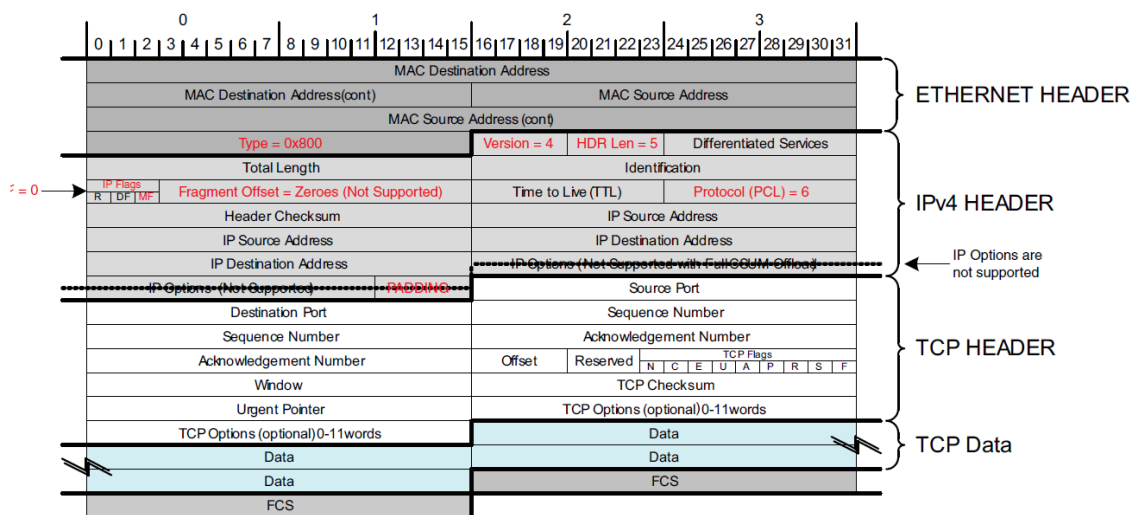 0 1 2 3
0 1 2 3 4 5 6 7 8 9 10 11 12 13 14 15 16 17 18 19 20 21 22 23 24 25 26 27 28 29 30 31
MAC Destination Address
MAC Destination Address(cont) MAC Source Address
ETHERNET HEADER
MAC Source Address (cont)
Type = 0x800 Version = 4 HDR Len = 5 Differentiated Services
Total Length Identification
= 0 IP Flags Fragment Offset = Zeroes (Not Supported) Time to Live (TTL) Protocol (PCL) = 6
R DF MF
IPv4 HEADER
Header Checksum IP Source Address
IP Source Address IP Destination Address
IP Destination Address IP Options (Not Supported with Full CSUM Offload)
IP Options are
not supported
IP Options (Not Supported) PADDING Source Port
Destination Port Sequence Number
Sequence Number Acknowledgement Number
TCP HEADER
Acknowledgement Number Offset Reserved TCP Flags
N C E U A P R S F
Window TCP Checksum
Urgent Pointer TCP Options (optional) 0-11words
TCP Options (optional) 0-11words Data
TCP Data
Data Data
Data FCS
FCS